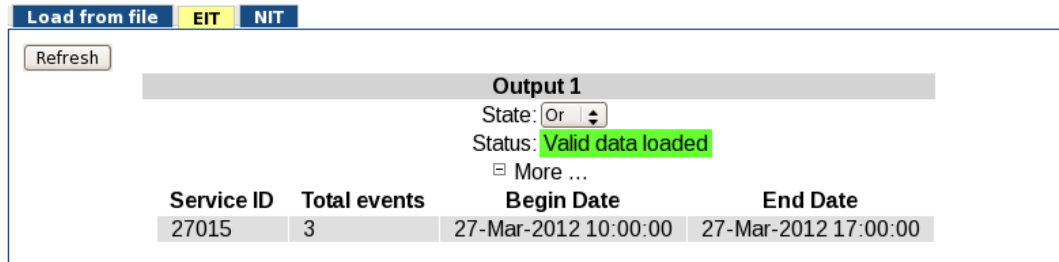 Load from file EIT NIT
Refresh
Output 1
State: Or
Status: Valid data loaded
More ...
Service ID Total events Begin Date End Date
27015 3 27-Mar-2012 10:00:00 27-Mar-2012 17:00:00